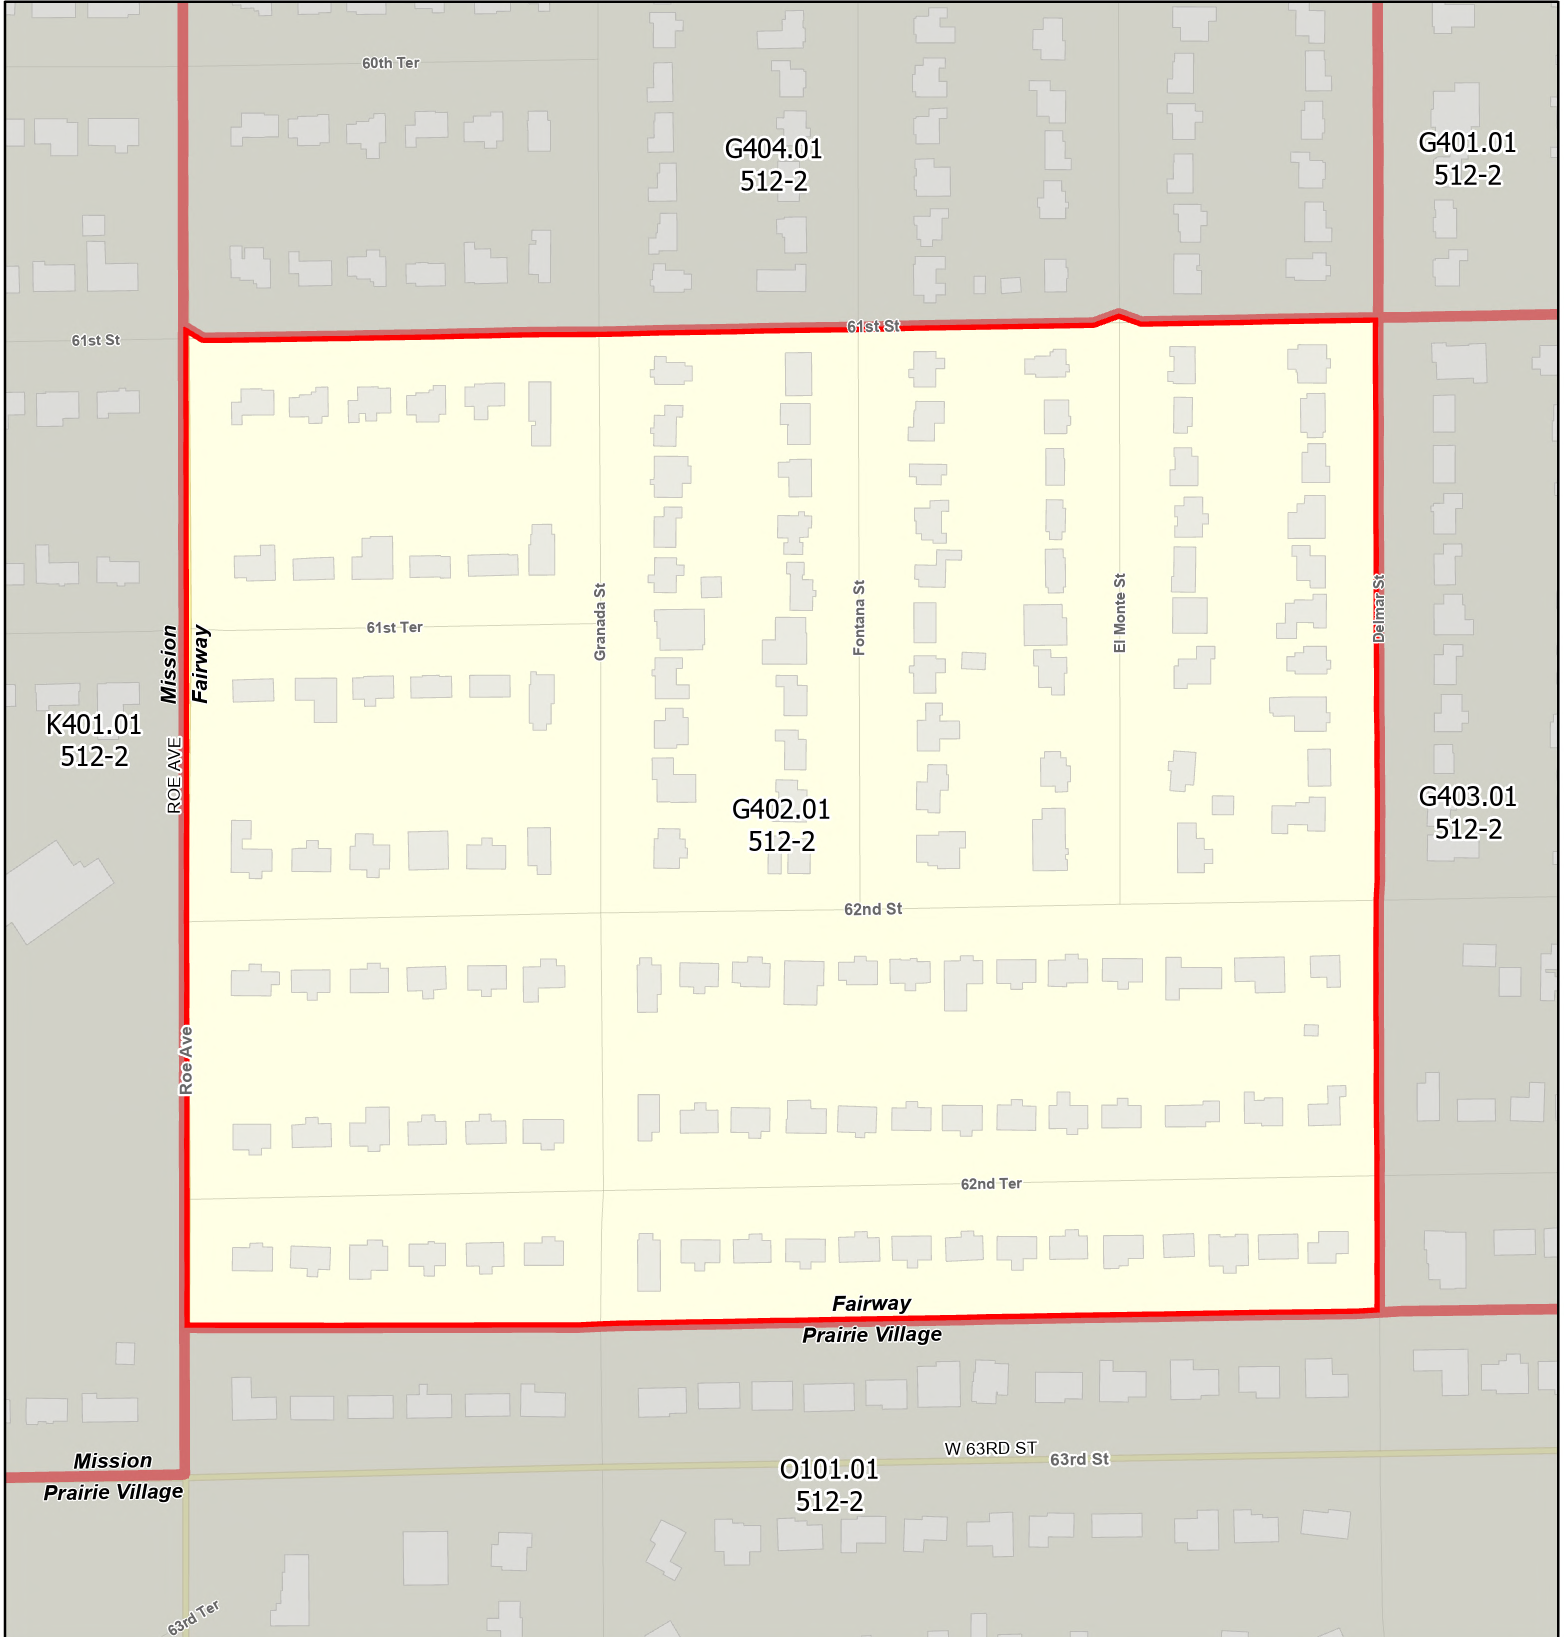 60th Ter
G404.01
512-2
G401.01
512-2
61st St
61st St
Granada St
Fontana St
El Monte St
Delmar St
61st Ter
Mission
Fairway
K401.01
512-2
ROE AVE
G402.01
512-2
G403.01
512-2
62nd St
Roe Ave
62nd Ter
Fairway
Prairie Village
W 63RD ST
63rd St
Mission
Prairie Village
O101.01
512-2
63rd Ter